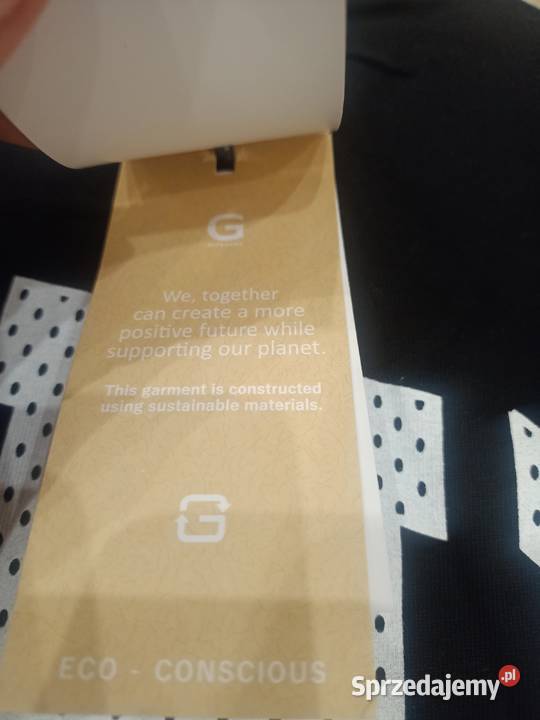 G
We, together
can create a more
positive future while
supporting our planet.
This garment is constructed
using sustainable materials.
G
ECO - CONSCIOUS
Sprzedajemy.pl